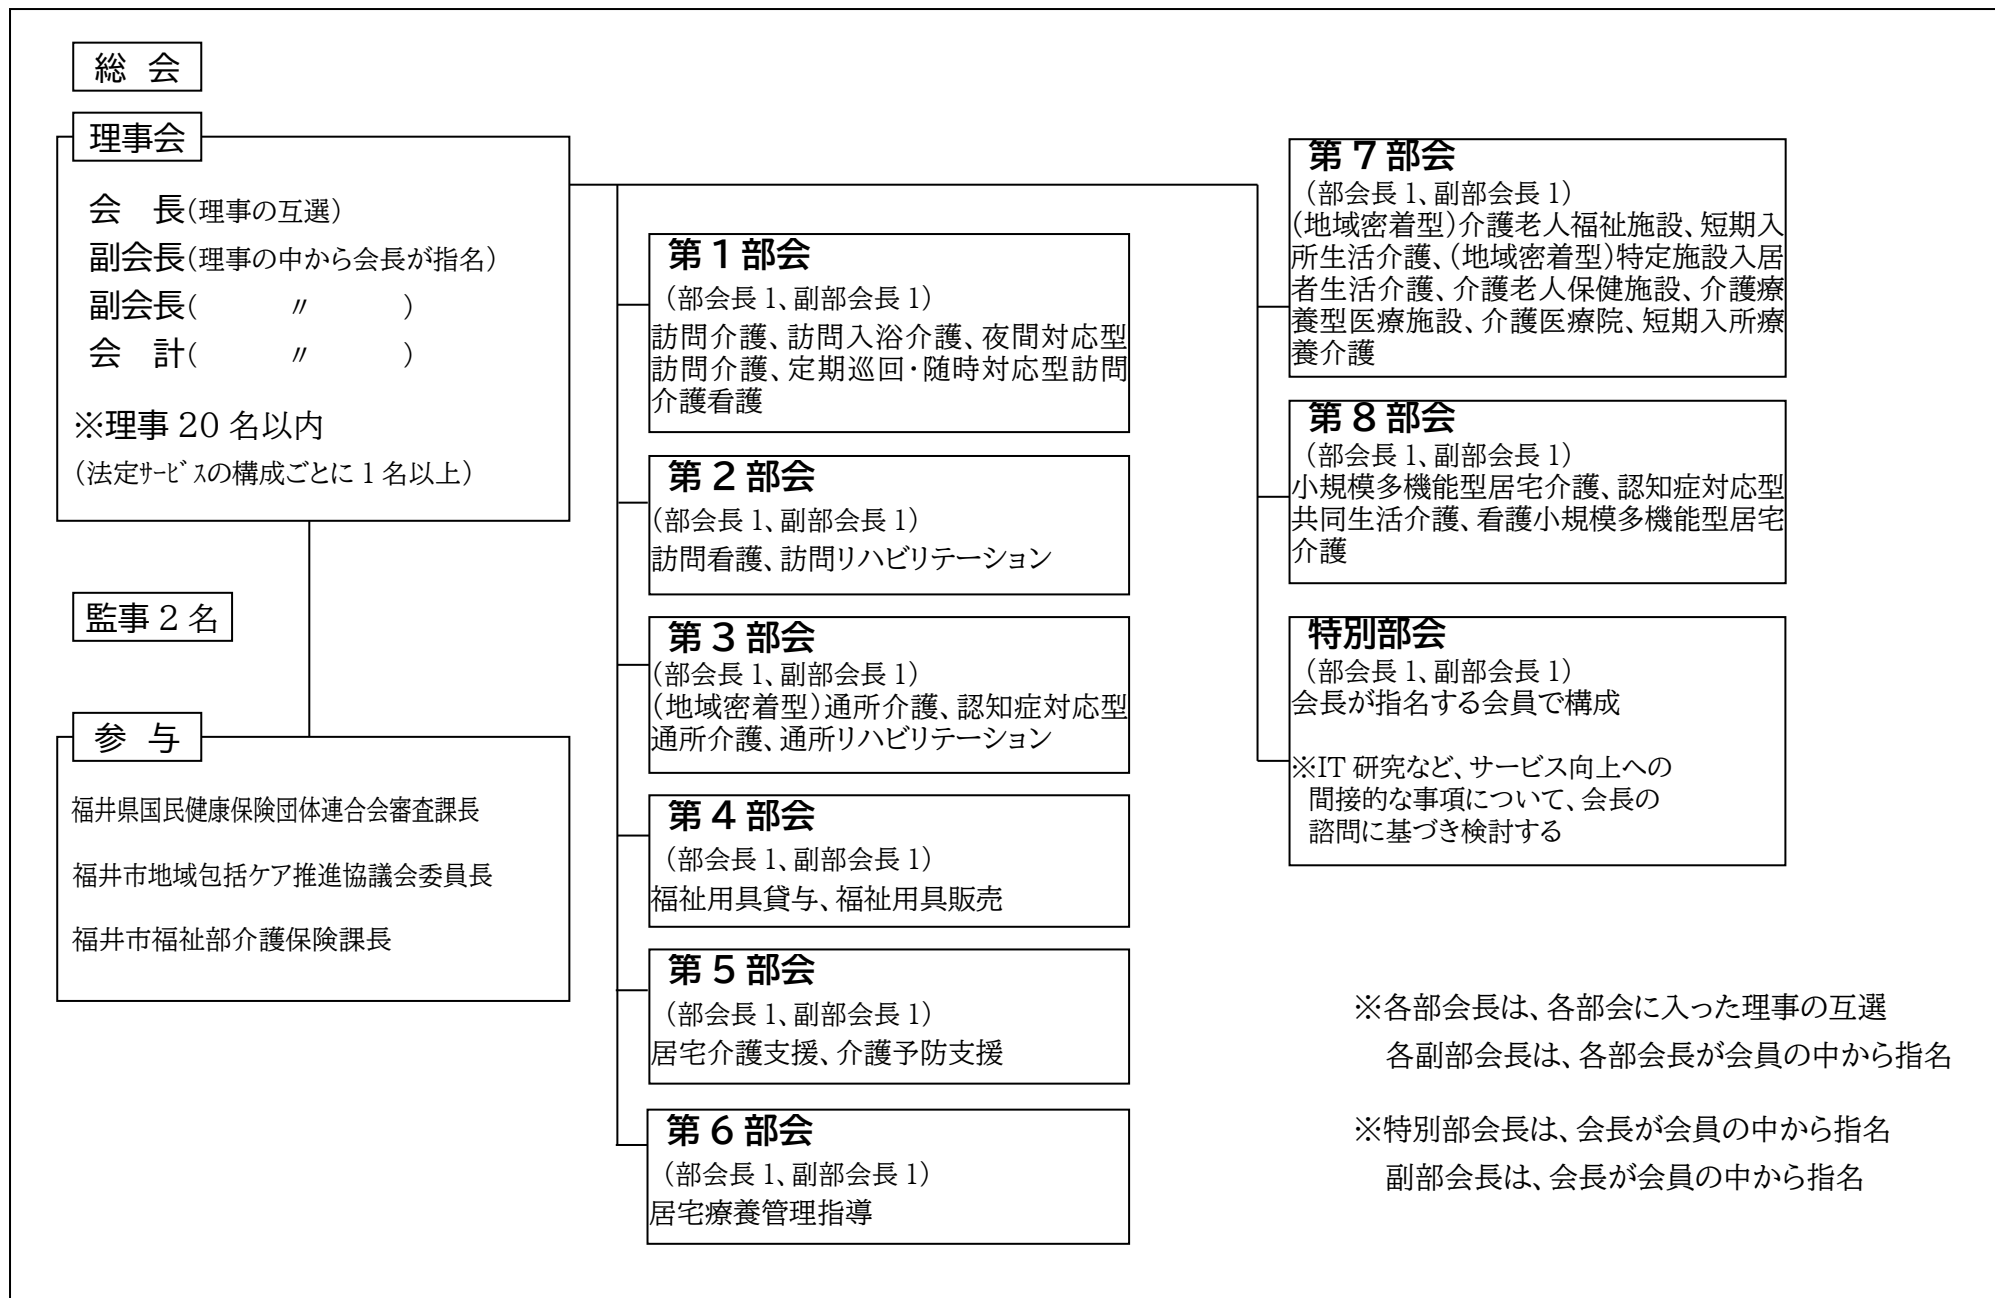 総 会
理事会
会 長(理事の互選)
副会長(理事の中から会長が指名)
副会長( 〃 )
会 計( 〃 )
※理事 20 名以内
(法定ｻｰﾋﾞｽの構成ごとに 1 名以上)
監事 2 名
参 与
福井県国民健康保険団体連合会審査課長
福井市地域包括ケア推進協議会委員長
福井市福祉部介護保険課長
第 1 部会
(部会長 1、副部会長 1)
訪問介護、訪問入浴介護、夜間対応型
訪問介護、定期巡回・随時対応型訪問
介護看護
第 2 部会
(部会長 1、副部会長 1)
訪問看護、訪問リハビリテーション
第 3 部会
(部会長 1、副部会長 1)
(地域密着型)通所介護、認知症対応型
通所介護、通所リハビリテーション
第 4 部会
(部会長 1、副部会長 1)
福祉用具貸与、福祉用具販売
第 5 部会
(部会長 1、副部会長 1)
居宅介護支援、介護予防支援
第 6 部会
(部会長 1、副部会長 1)
居宅療養管理指導
第 7 部会
(部会長 1、副部会長 1)
(地域密着型)介護老人福祉施設、短期入
所生活介護、(地域密着型)特定施設入居
者生活介護、介護老人保健施設、介護療
養型医療施設、介護医療院、短期入所療
養介護
第 8 部会
(部会長 1、副部会長 1)
小規模多機能型居宅介護、認知症対応型
共同生活介護、看護小規模多機能型居宅
介護
特別部会
(部会長 1、副部会長 1)
会長が指名する会員で構成
※IT 研究など、サービス向上への
間接的な事項について、会長の
諮問に基づき検討する
※各部会長は、各部会に入った理事の互選
各副部会長は、各部会長が会員の中から指名
※特別部会長は、会長が会員の中から指名
副部会長は、会長が会員の中から指名